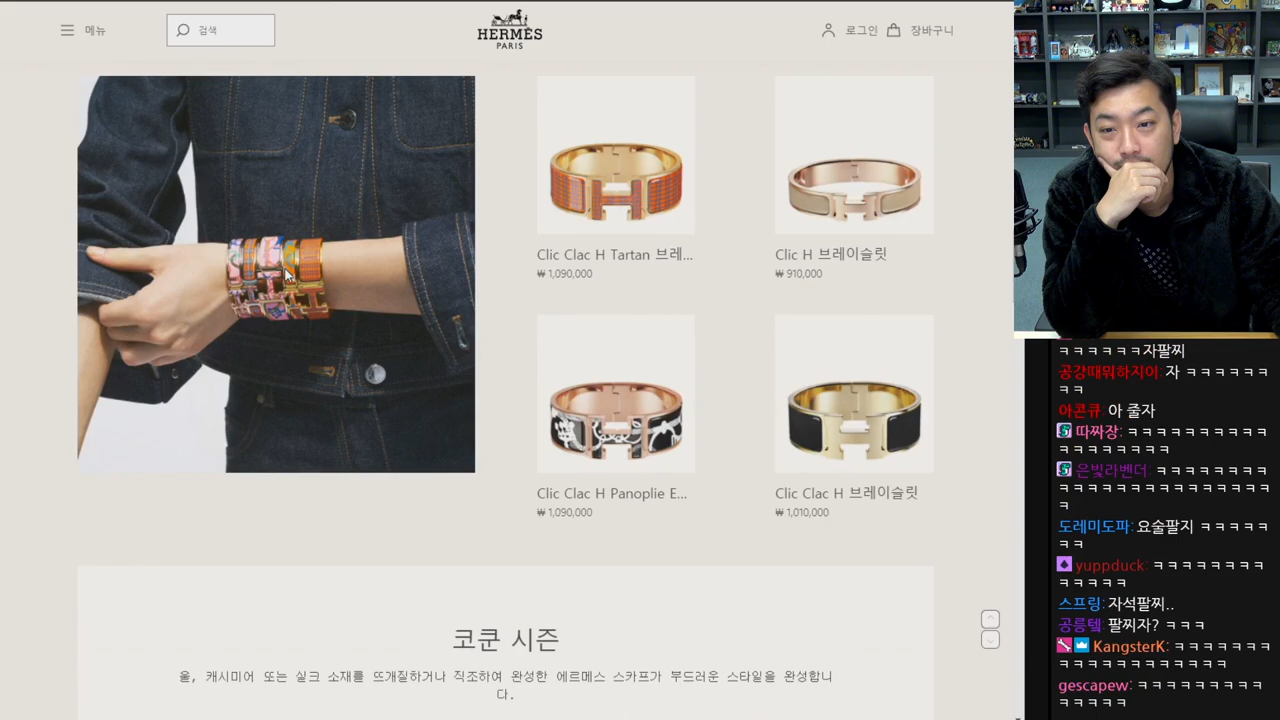 메뉴
검색
HERMÈS
PARIS
로그인
장바구니
Clic Clac H Tartan 브레...
₩ 1,090,000
Clic H 브레이슬릿
₩ 910,000
Clic Clac H Panoplie E...
₩ 1,090,000
Clic Clac H 브레이슬릿
₩ 1,010,000
코쿤 시즌
울, 캐시미어 또는 실크 소재를 뜨개질하거나 직조하여 완성한 에르메스 스카프가 부드러운 스타일을 완성합니
다.
ㅋㅋㅋㅋㅋㅋ자팔찌
공강때뭐하지이: 자 ㅋㅋㅋㅋㅋㅋ
ㅋㅋ
아콘큐: 아 줄자
따짜장: ㅋㅋㅋㅋㅋㅋㅋㅋㅋㅋ
ㅋㅋㅋㅋㅋㅋㅋㅋ
은빛라벤더: ㅋㅋㅋㅋㅋㅋㅋㅋ
ㅋㅋㅋㅋㅋㅋㅋㅋㅋㅋㅋㅋㅋㅋㅋ
ㅋ
도레미도파: 요술팔지 ㅋㅋㅋㅋㅋ
ㅋㅋ
yuppduck: ㅋㅋㅋㅋㅋㅋㅋㅋ
ㅋㅋㅋㅋㅋ
스프링: 자석팔찌..
공릉텤: 팔찌자? ㅋㅋㅋ
KangsterK: ㅋㅋㅋㅋㅋㅋㅋ
ㅋㅋㅋㅋㅋㅋㅋㅋㅋㅋㅋㅋ
gescapew: ㅋㅋㅋㅋㅋㅋㅋㅋㅋ
ㅋㅋㅋㅋㅋ